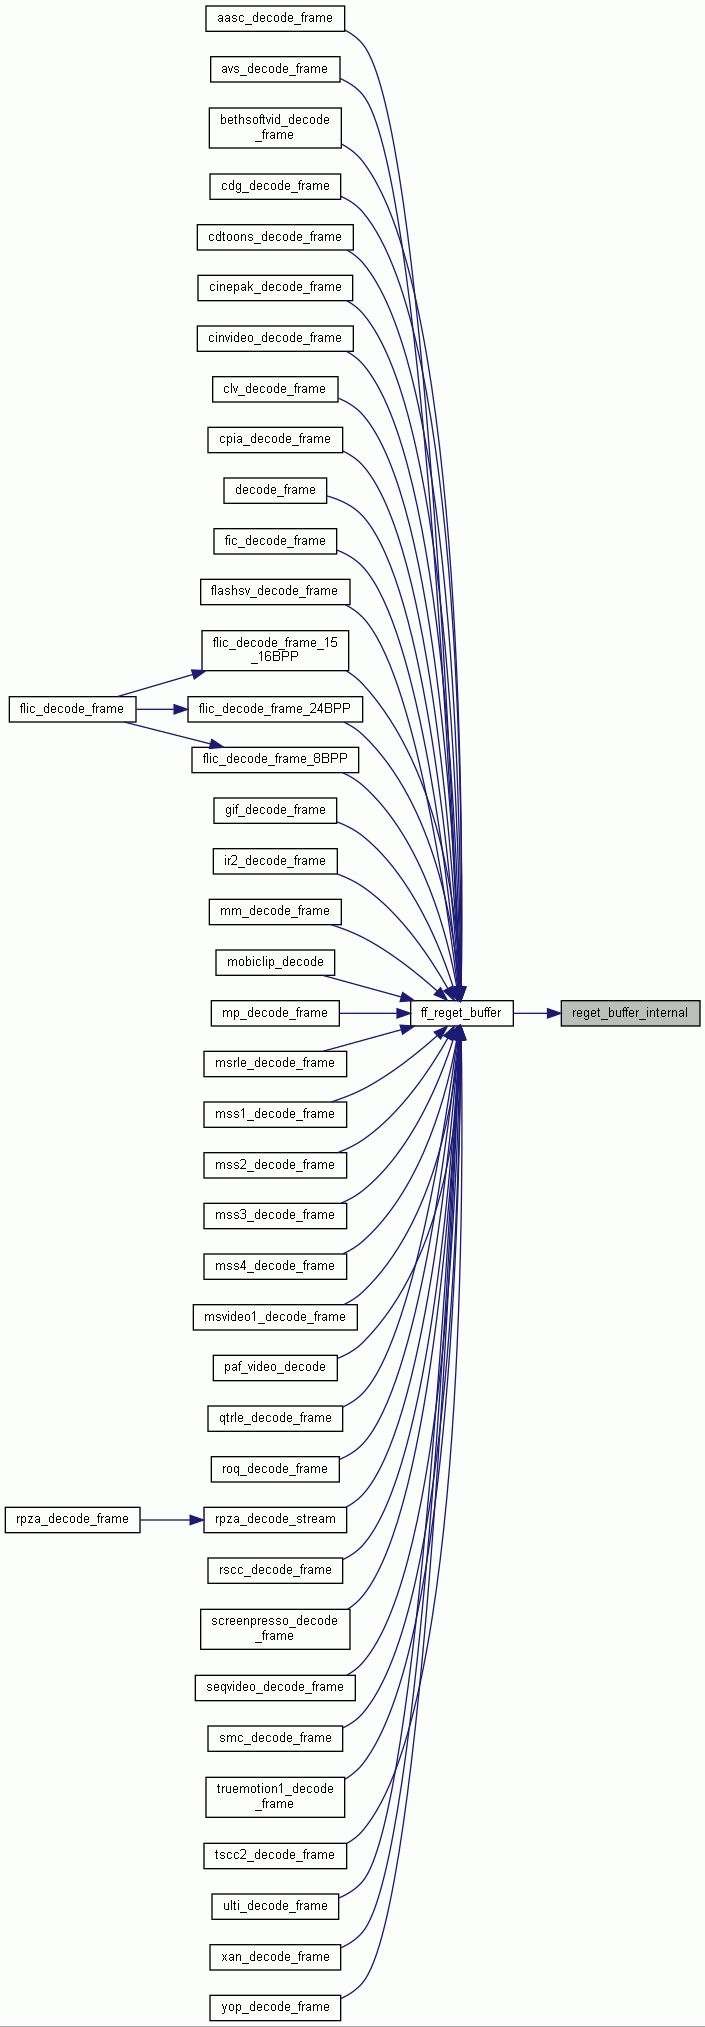 aasc_decode_frame
avs_decode_frame
bethsoftvid_decode
_frame
cdg_decode_frame
cdtoons_decode_frame
cinepak_decode_frame
cinvideo_decode_frame
clv_decode_frame
cpia_decode_frame
decode_frame
fic_decode_frame
flashsv_decode_frame
flic_decode_frame_15
_16BPP
flic_decode_frame
flic_decode_frame_24BPP
flic_decode_frame_8BPP
gif_decode_frame
ir2_decode_frame
mm_decode_frame
mobiclip_decode
mp_decode_frame
ff_reget_buffer
reget_buffer_internal
msrle_decode_frame
mss1_decode_frame
mss2_decode_frame
mss3_decode_frame
mss4_decode_frame
msvideo1_decode_frame
paf_video_decode
qtrle_decode_frame
roq_decode_frame
rpza_decode_frame
rpza_decode_stream
rscc_decode_frame
screenpresso_decode
_frame
seqvideo_decode_frame
smc_decode_frame
truemotion1_decode
_frame
tscc2_decode_frame
ulti_decode_frame
xan_decode_frame
yop_decode_frame